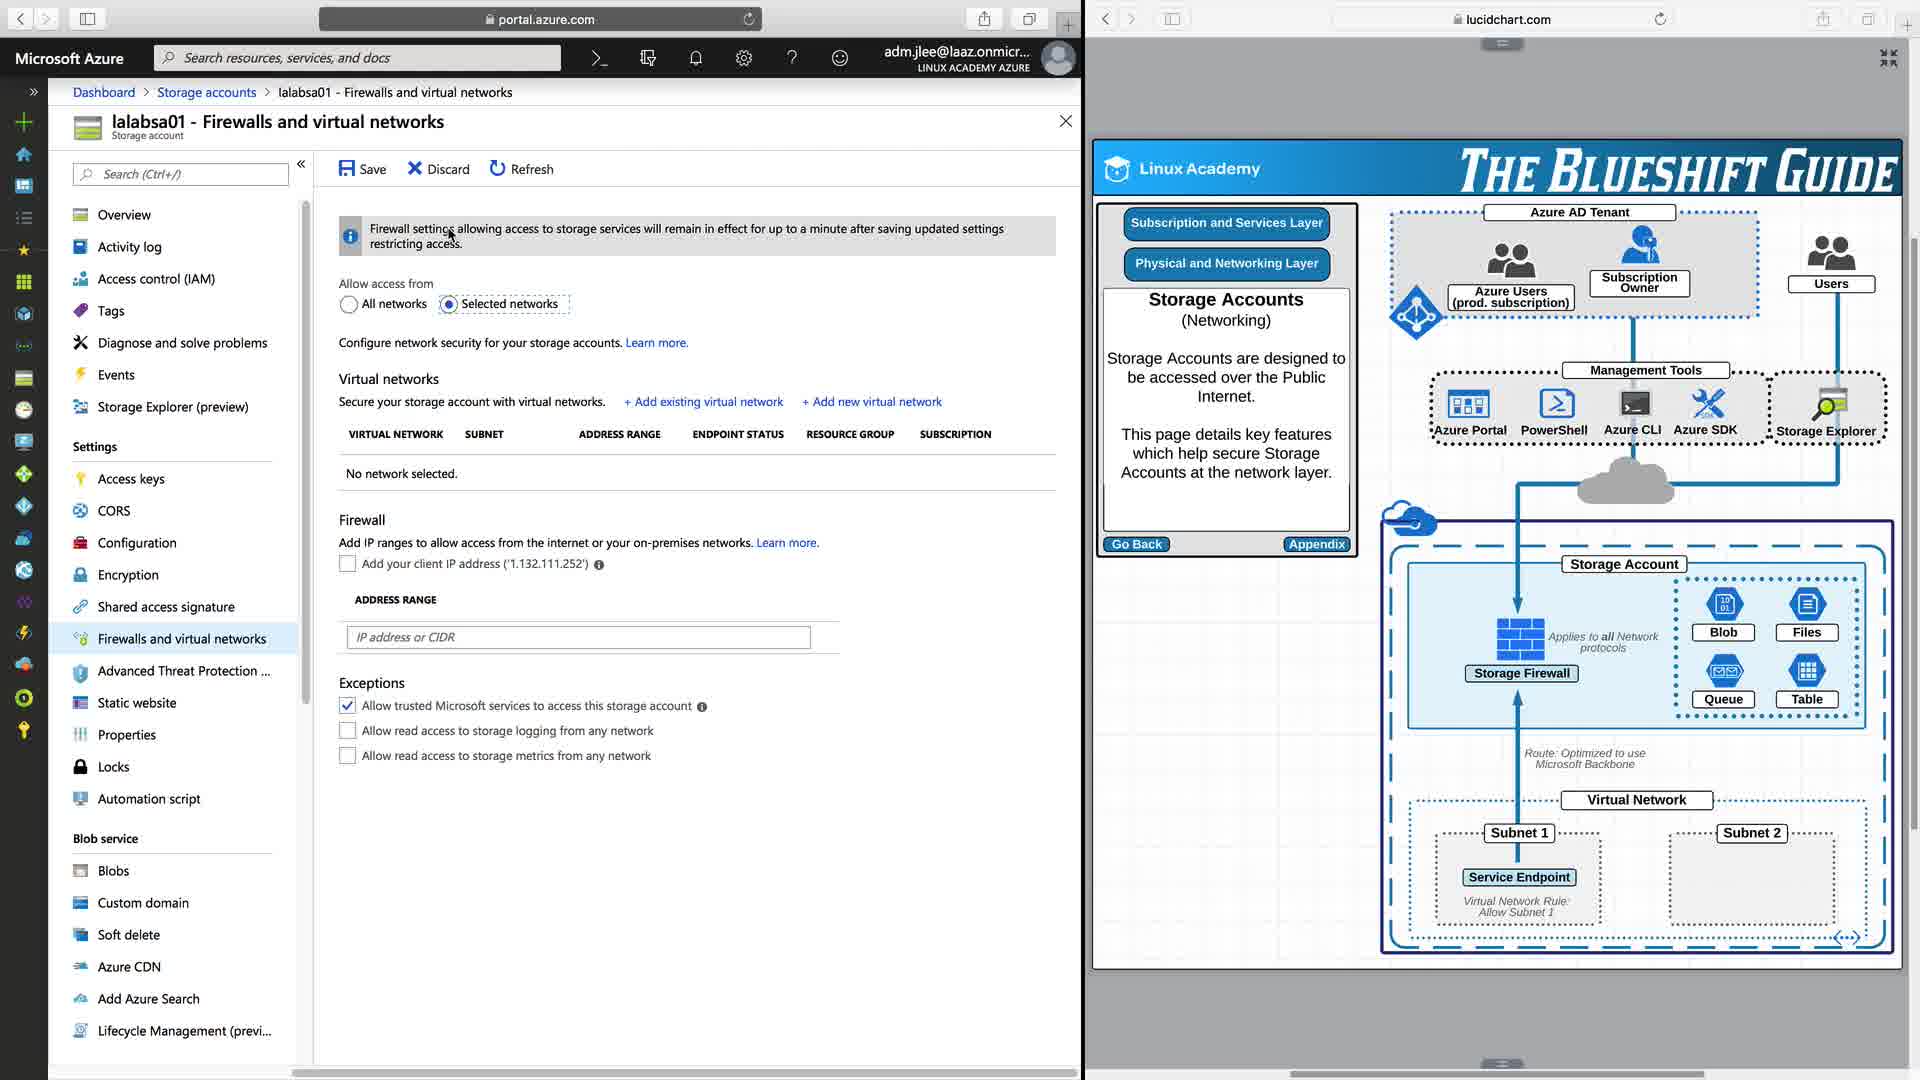 portal.azure.com
Microsoft Azure
Search resources, services, and docs
adm.jlee@laaz.onmicr...
LINUX ACADEMY AZURE
Dashboard > Storage accounts > lalabsa01 - Firewalls and virtual networks
lalabsa01 - Firewalls and virtual networks
Storage account
Search (Ctrl+/)
Overview
Activity log
Access control (IAM)
Tags
Diagnose and solve problems
Events
Storage Explorer (preview)
Settings
Access keys
CORS
Configuration
Encryption
Shared access signature
Firewalls and virtual networks
Advanced Threat Protection ...
Static website
Properties
Locks
Automation script
Blob service
Blobs
Custom domain
Soft delete
Azure CDN
Add Azure Search
Lifecycle Management (previ...
Save Discard Refresh
Firewall settings allowing access to storage services will remain in effect for up to a minute after saving updated settings
restricting access.
Allow access from
All networks Selected networks
Configure network security for your storage accounts. Learn more.
Virtual networks
Secure your storage account with virtual networks. + Add existing virtual network + Add new virtual network
VIRTUAL NETWORK SUBNET ADDRESS RANGE ENDPOINT STATUS RESOURCE GROUP SUBSCRIPTION
No network selected.
Firewall
Add IP ranges to allow access from the internet or your on-premises networks. Learn more.
Add your client IP address ('1.132.111.252')
ADDRESS RANGE
IP address or CIDR
Exceptions
Allow trusted Microsoft services to access this storage account
Allow read access to storage logging from any network
Allow read access to storage metrics from any network
lucidchart.com
Linux Academy
THE BLUESHIFT GUIDE
Subscription and Services Layer
Physical and Networking Layer
Storage Accounts
(Networking)
Storage Accounts are designed to
be accessed over the Public
Internet.
This page details key features
which help secure Storage
Accounts at the network layer.
Go Back
Appendix
Azure AD Tenant
Azure Users
(prod. subscription)
Subscription
Owner
Users
Management Tools
Azure Portal
PowerShell
Azure CLI
SDK
Azure SDK
Storage Explorer
Storage Account
Applies to all Network
protocols
Storage Firewall
10
01
Blob
Files
Queue
Table
Route: Optimized to use
Microsoft Backbone
Virtual Network
Subnet 1
Subnet 2
Service Endpoint
Virtual Network Rule:
Allow Subnet 1